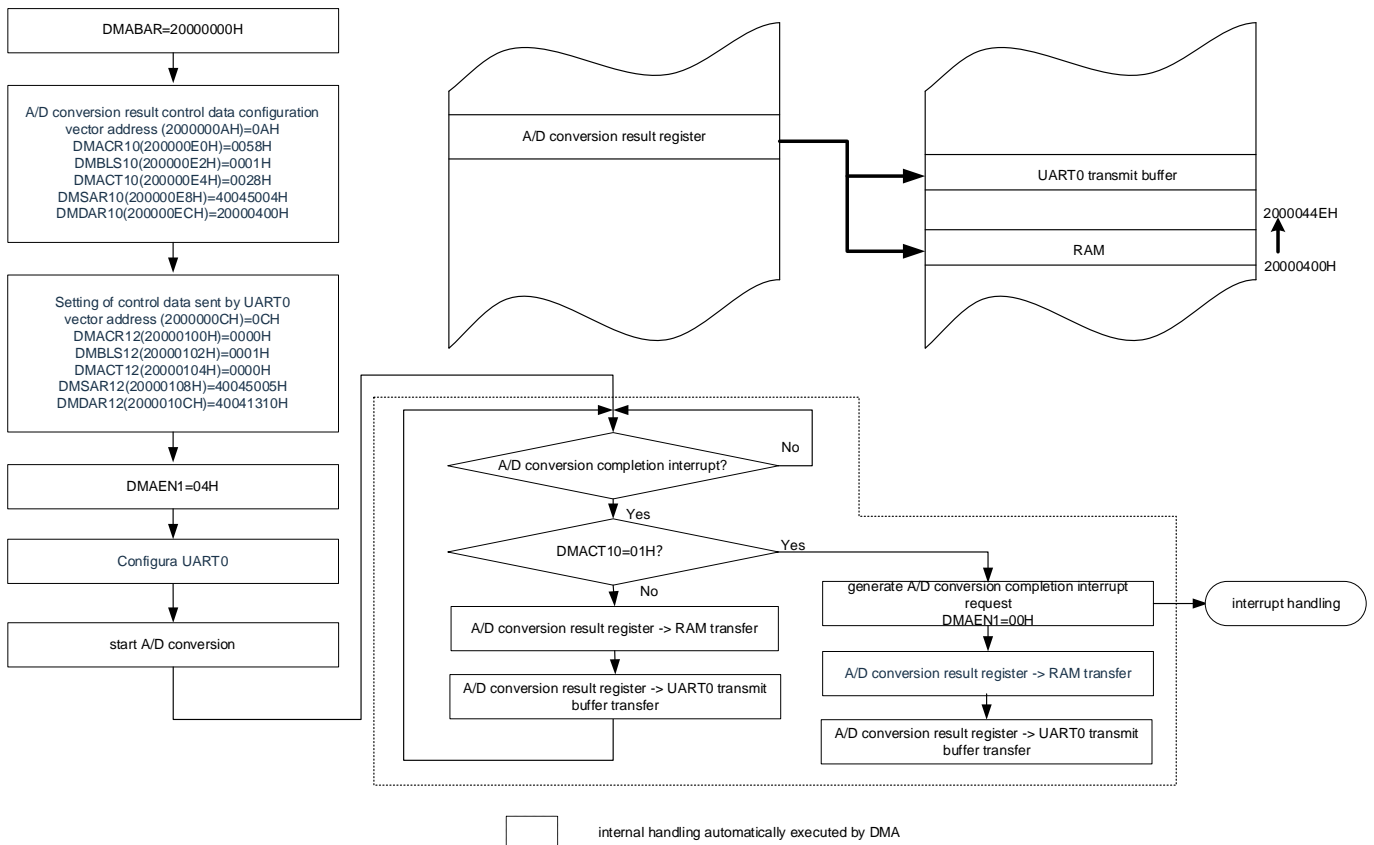 DMABAR=20000000H
A/D conversion result control data configuration
vector address (2000000AH)=0AH
DMACR10(200000E0H)=0058H
DMBLS10(200000E2H)=0001H
DMACT10(200000E4H)=0028H
DMSAR10(200000E8H)=40045004H
DMDAR10(200000ECH)=20000400H
Setting of control data sent by UART0
vector address (2000000CH)=0CH
DMACR12(20000100H)=0000H
DMBLS12(20000102H)=0001H
DMACT12(20000104H)=0000H
DMSAR12(20000108H)=40045005H
DMDAR12(2000010CH)=40041310H
DMAEN1=04H
Configura UART0
start A/D conversion
A/D conversion result register
UART0 transmit buffer
2000044EH
RAM
20000400H
A/D conversion completion interrupt?
No
Yes
DMACT10=01H?
Yes
No
A/D conversion result register -> RAM transfer
A/D conversion result register -> UART0 transmit
buffer transfer
generate A/D conversion completion interrupt
request
DMAEN1=00H
interrupt handling
A/D conversion result register -> RAM transfer
A/D conversion result register -> UART0 transmit
buffer transfer
internal handling automatically executed by DMA